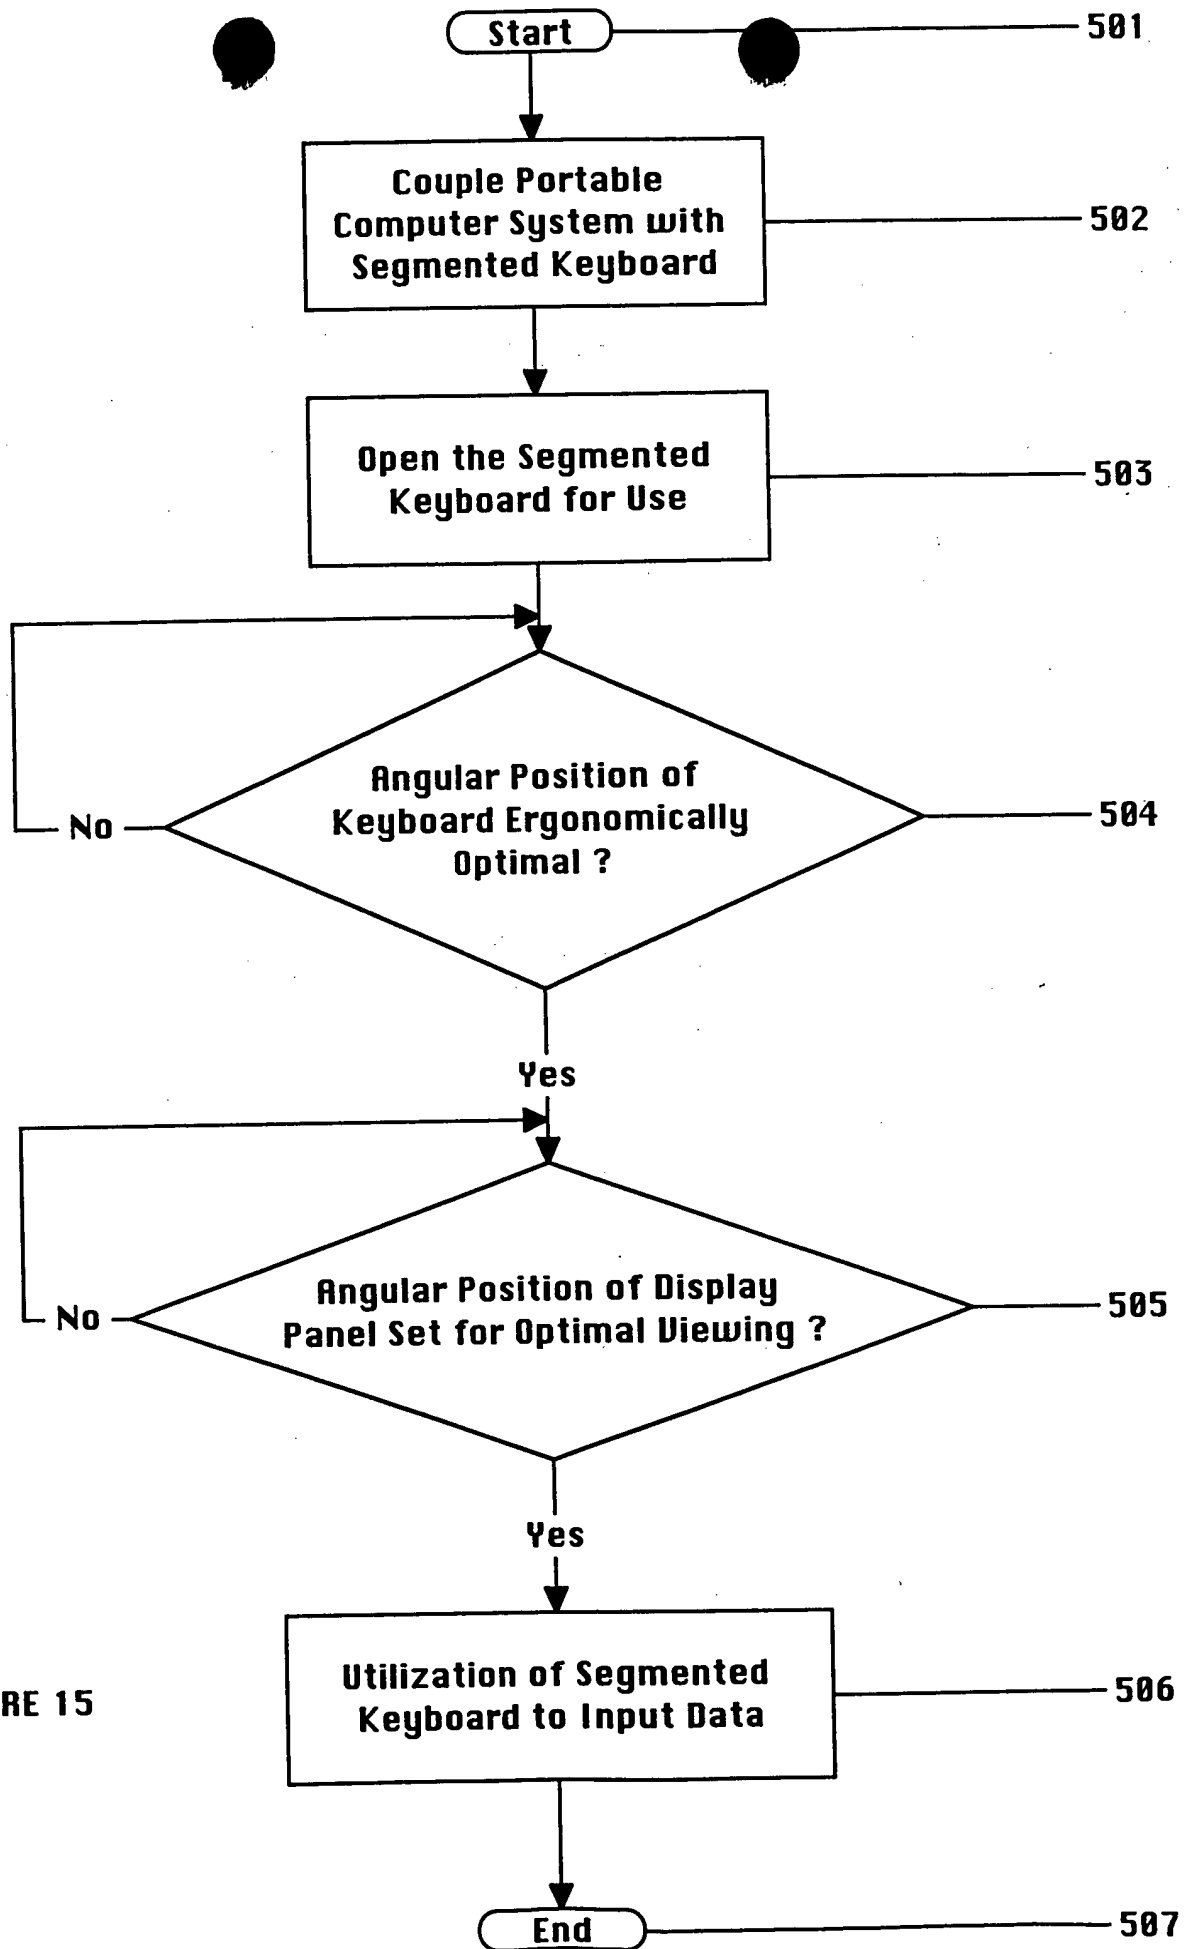 Start
501
Couple Portable
Computer System with
Segmented Keyboard
502
Open the Segmented
Keyboard for Use
503
Angular Position of
Keyboard Ergonomically
Optimal ?
No
504
Yes
Angular Position of Display
Panel Set for Optimal Viewing ?
No
505
Yes
Utilization of Segmented
Keyboard to Input Data
506
RE 15
End
507